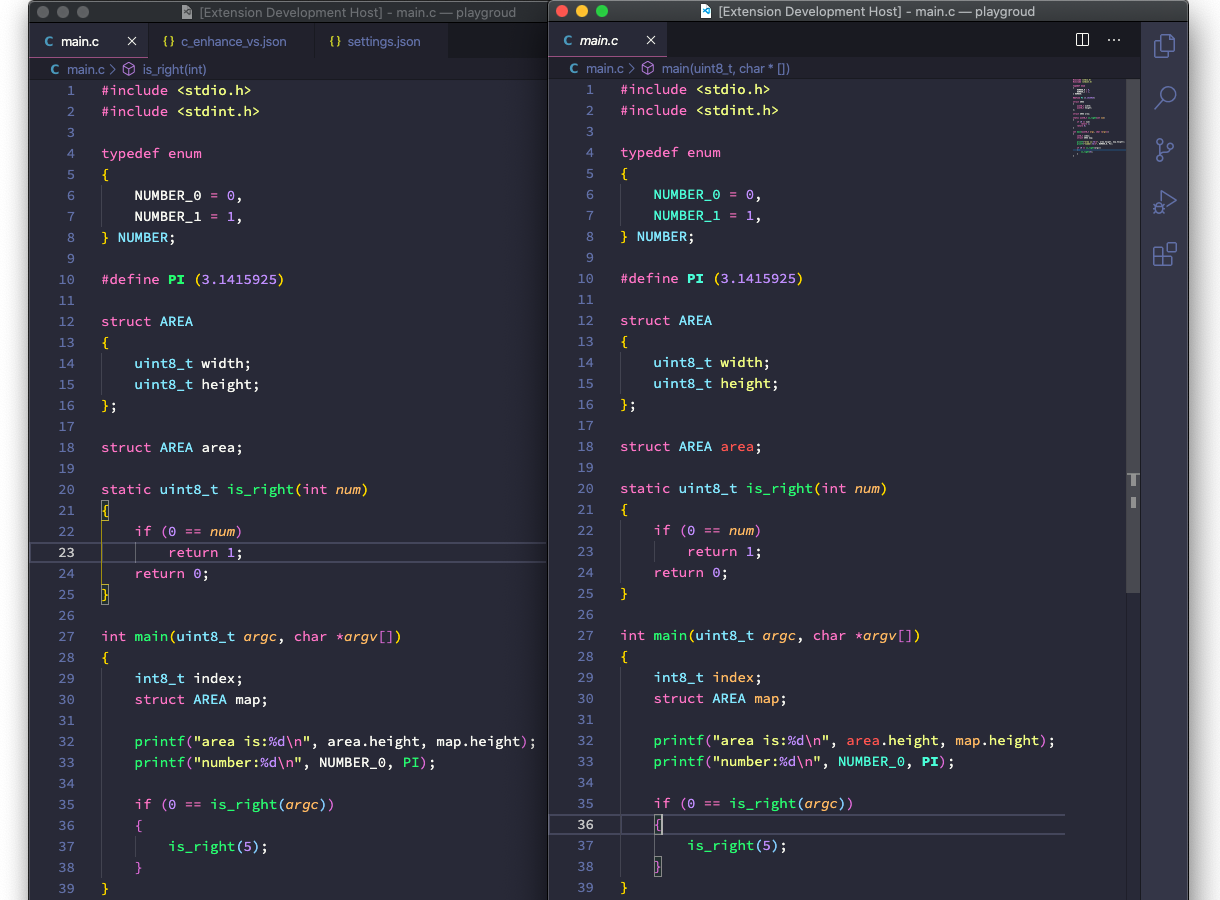 [Extension Development Host] - main.c — playgroud
C main.c × {} c_enhance_vs.json {} settings.json
C main.c > is_right(int)
1 #include <stdio.h>
2 #include <stdint.h>
3
4 typedef enum
5 {
6     NUMBER_0 = 0,
7     NUMBER_1 = 1,
8 } NUMBER;
9
10 #define PI (3.1415925)
11
12 struct AREA
13 {
14     uint8_t width;
15     uint8_t height;
16 };
17
18 struct AREA area;
19
20 static uint8_t is_right(int num)
21 {
22     if (0 == num)
23         return 1;
24     return 0;
25 }
26
27 int main(uint8_t argc, char *argv[])
28 {
29     int8_t index;
30     struct AREA map;
31
32     printf("area is:%d\n", area.height, map.height);
33     printf("number:%d\n", NUMBER_0, PI);
34
35     if (0 == is_right(argc))
36     {
37         is_right(5);
38     }
39 }
[Extension Development Host] - main.c — playgroud
C main.c ×
C main.c > main(uint8_t, char * [])
1 #include <stdio.h>
2 #include <stdint.h>
3
4 typedef enum
5 {
6     NUMBER_0 = 0,
7     NUMBER_1 = 1,
8 } NUMBER;
9
10 #define PI (3.1415925)
11
12 struct AREA
13 {
14     uint8_t width;
15     uint8_t height;
16 };
17
18 struct AREA area;
19
20 static uint8_t is_right(int num)
21 {
22     if (0 == num)
23         return 1;
24     return 0;
25 }
26
27 int main(uint8_t argc, char *argv[])
28 {
29     int8_t index;
30     struct AREA map;
31
32     printf("area is:%d\n", area.height, map.height);
33     printf("number:%d\n", NUMBER_0, PI);
34
35     if (0 == is_right(argc))
36     {
37         is_right(5);
38     }
39 }